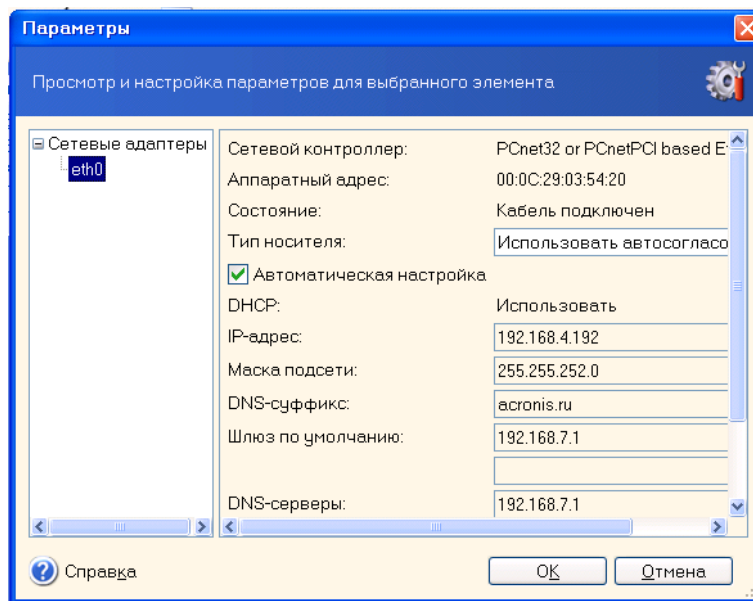 Параметры
Просмотр и настройка параметров для выбранного элемента
Сетевые адаптеры
eth0
Сетевой контроллер: PCnet32 or PCnetPCI based E
Аппаратный адрес: 00:0C:29:03:54:20
Состояние: Кабель подключен
Тип носителя: Использовать автосогласо
Автоматическая настройка
DHCP: Использовать
IP-адрес: 192.168.4.192
Маска подсети: 255.255.252.0
DNS-суффикс: acronis.ru
Шлюз по умолчанию: 192.168.7.1
DNS-серверы: 192.168.7.1
Справка
OK
Отмена